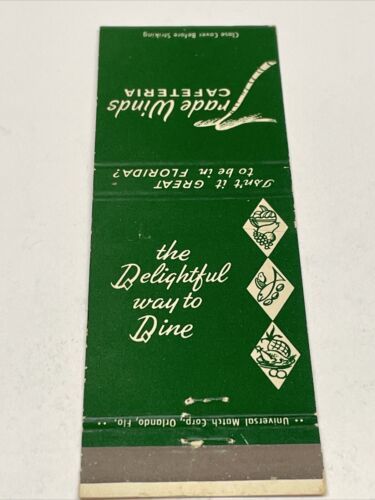 Close Cover Before Striking
Trade Winds
CAFETERIA
Isn't it GREAT
to be in FLORIDA?
the
Delightful
way to
Dine
•• Universal Match Corp., Orlando, Fla. ••